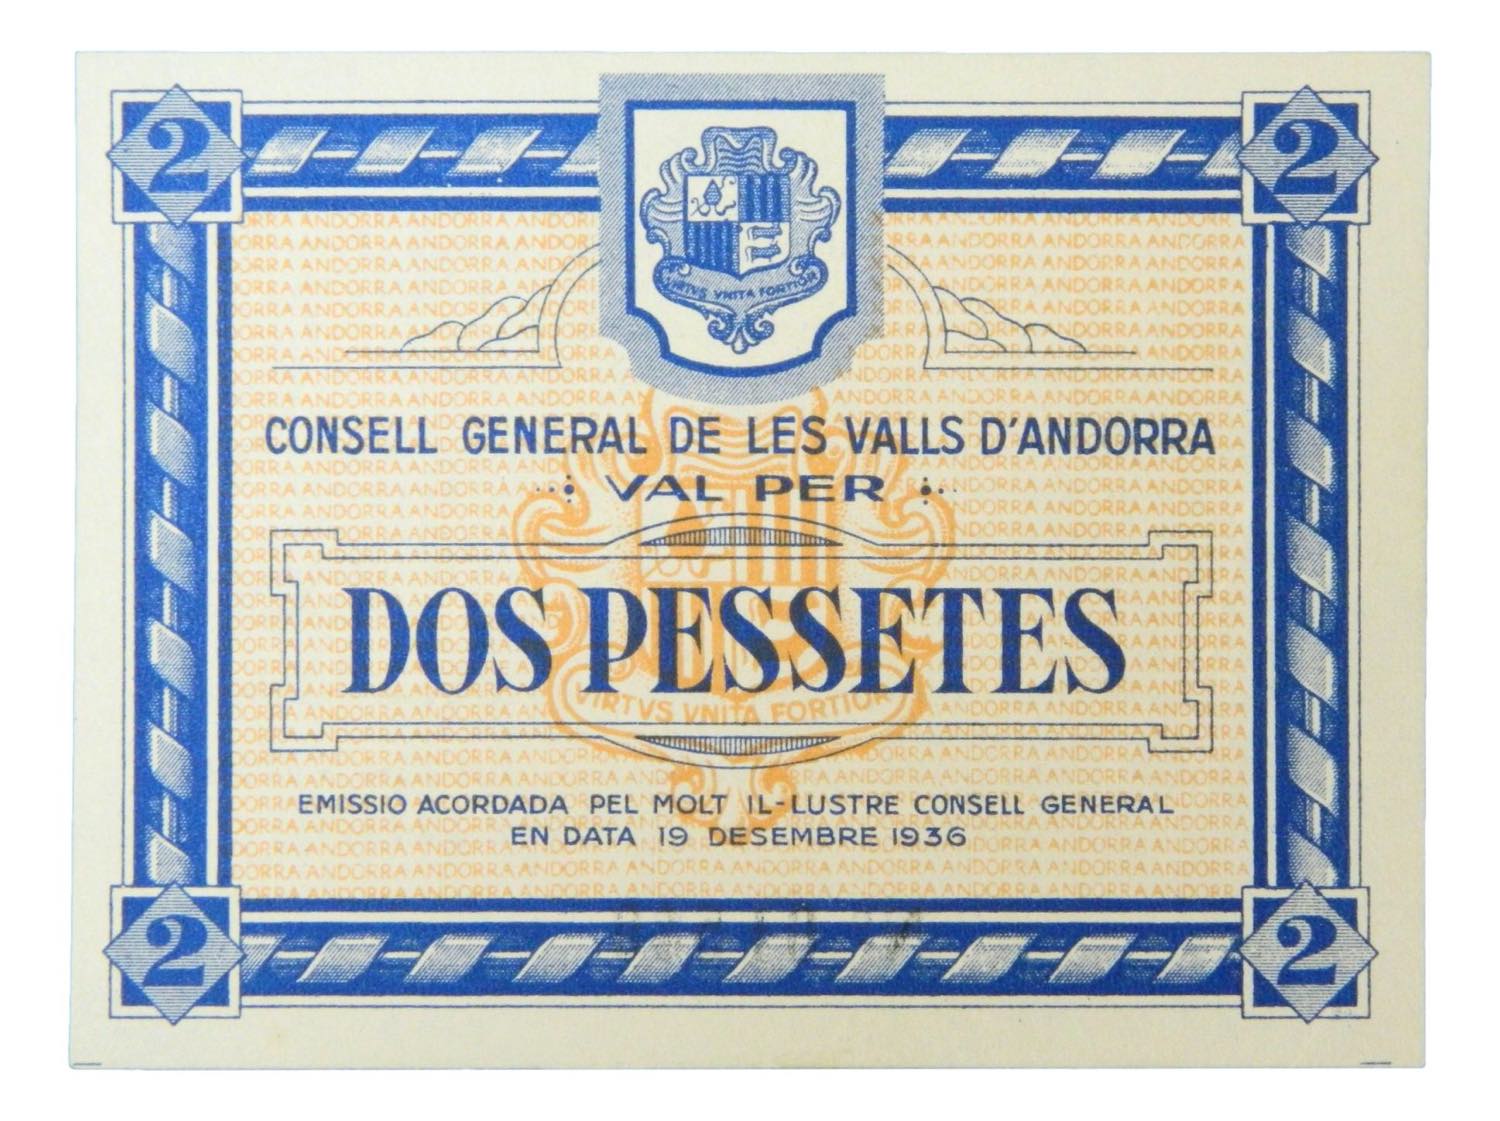 2 2
VIRTVS VNITA FORTIOR
CONSELL GENERAL DE LES VALLS D'ANDORRA
VAL PER
DOS PESSETES
VIRTVS VNITA FORTIOR
EMISSIO ACORDADA PEL MOLT IL-LUSTRE CONSELL GENERAL
EN DATA 19 DESEMBRE 1936
2 2